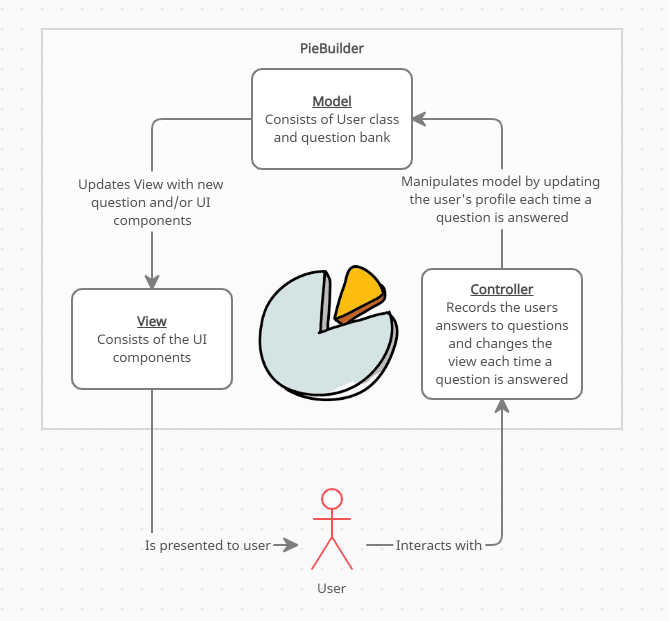 PieBuilder
Model
Consists of User class
and question bank
Updates View with new
question and/or UI
components
Manipulates model by updating
the user's profile each time a
question is answered
View
Consists of the UI
components
Controller
Records the users
answers to questions
and changes the
view each time a
question is answered
Is presented to user
Interacts with
User